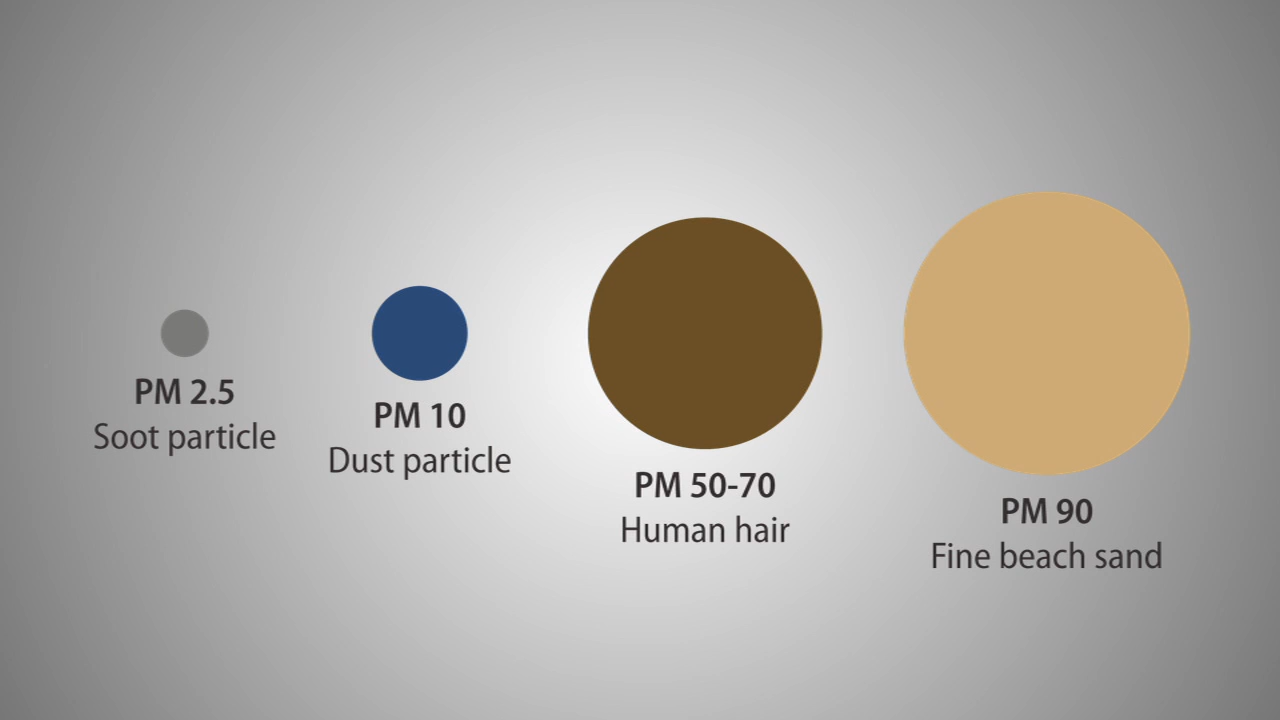 PM 2.5
Soot particle
PM 10
Dust particle
PM 50-70
Human hair
PM 90
Fine beach sand